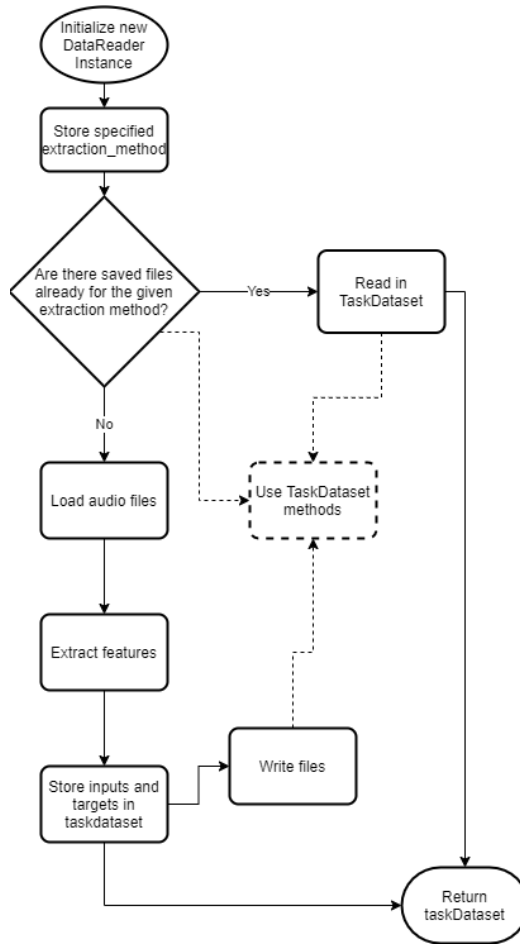 Initialize new
DataReader
Instance
Store specified
extraction_method
Are there saved files
already for the given
extraction method?
Yes
Read in
TaskDataset
No
Use TaskDataset
methods
Load audio files
Extract features
Write files
Store inputs and
targets in
taskdataset
Return
taskDataset